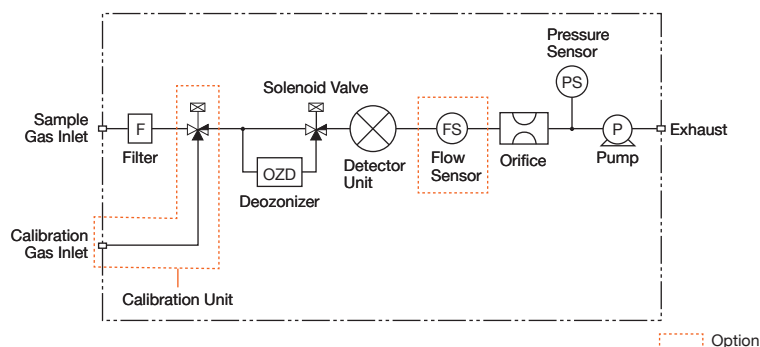 Pressure
Sensor
PS
Solenoid Valve
Sample
Gas Inlet
F
Filter
OZD
Deozonizer
Detector
Unit
FS
Flow
Sensor
Orifice
P
Pump
Exhaust
Calibration
Gas Inlet
Calibration Unit
Option